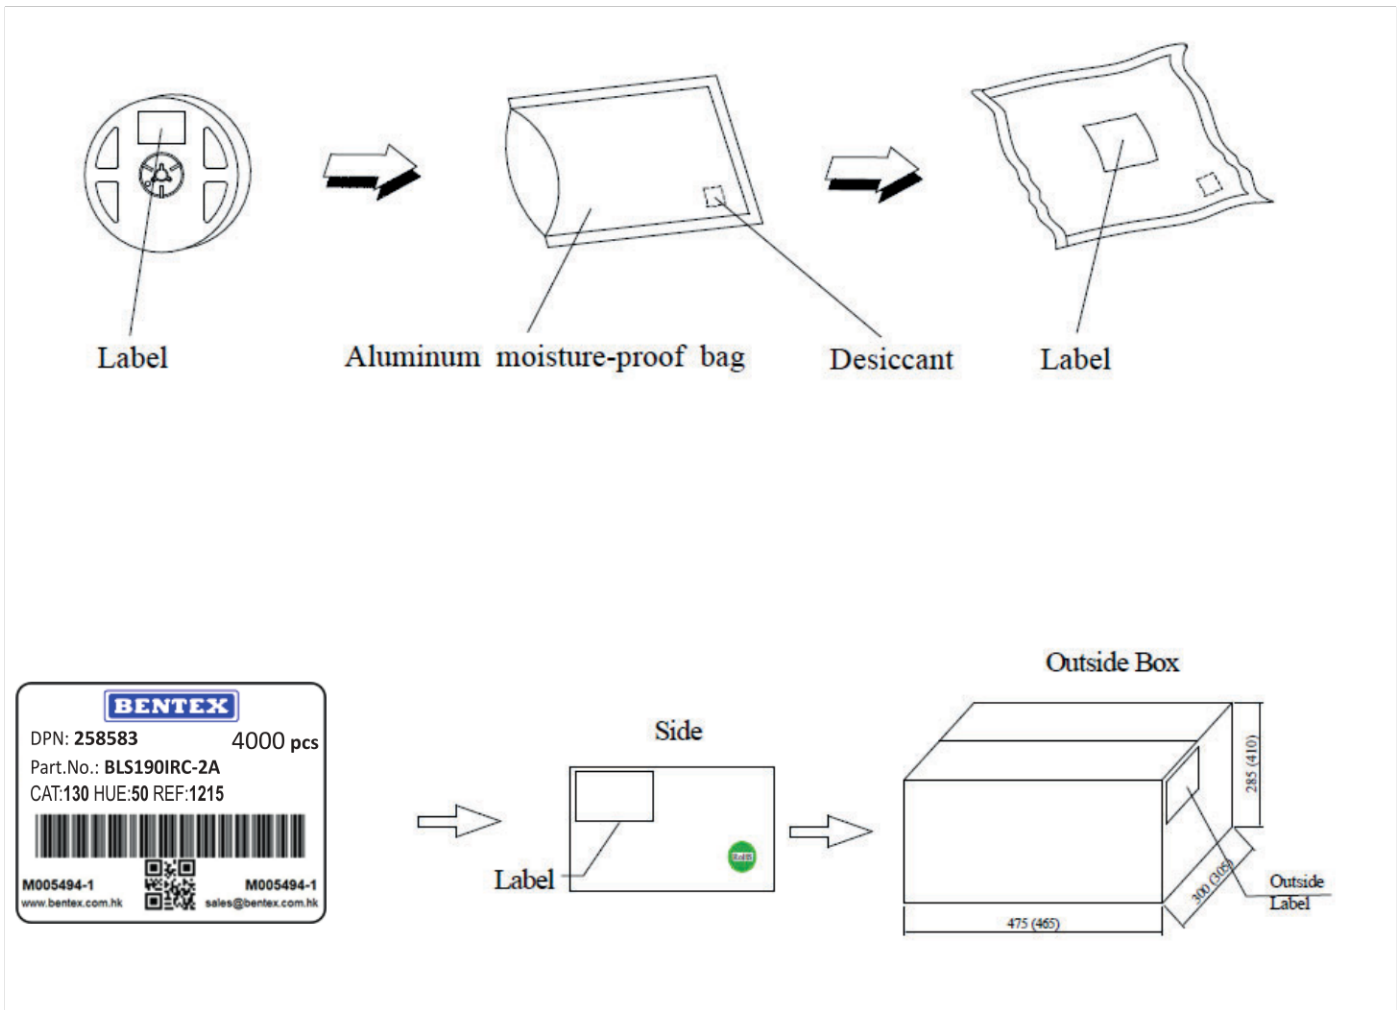 Label
Aluminum moisture-proof bag
Desiccant
Label
BENTEX
DPN: 258583 4000 pcs
Part.No.: BLS190IRC-2A
CAT:130 HUE:50 REF:1215
M005494-1 M005494-1
www.bentex.com.hk sales@bentex.com.hk
Side
Label
RoHS
Outside Box
285 (410)
300 (305)
475 (465)
Outside
Label